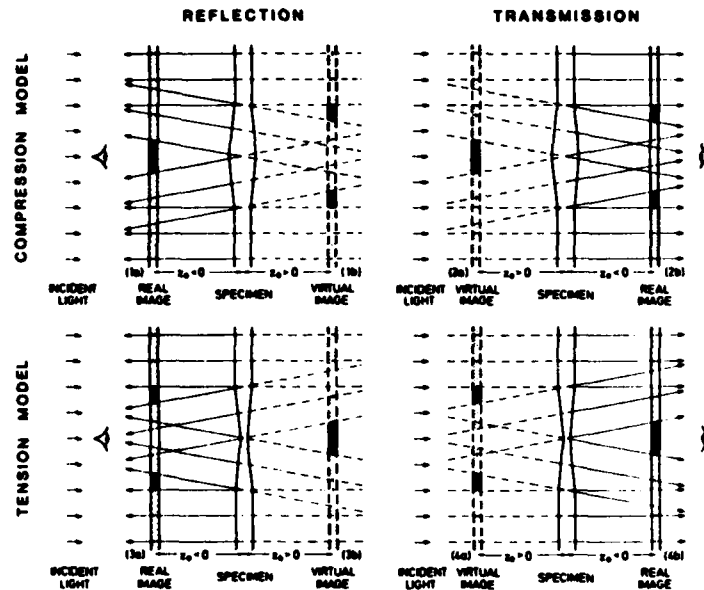 REFLECTION
TRANSMISSION
COMPRESSION MODEL
(1a) z₀<0 z₀>0 (1b)
INCIDENT LIGHT
REAL IMAGE
SPECIMEN
VIRTUAL IMAGE
(2a) z₀>0 z₀<0 (2b)
INCIDENT LIGHT
VIRTUAL IMAGE
SPECIMEN
REAL IMAGE
TENSION MODEL
(3a) z₀<0 z₀>0 (3b)
INCIDENT LIGHT
REAL IMAGE
SPECIMEN
VIRTUAL IMAGE
(4a) z₀>0 z₀<0 (4b)
INCIDENT LIGHT
VIRTUAL IMAGE
SPECIMEN
REAL IMAGE